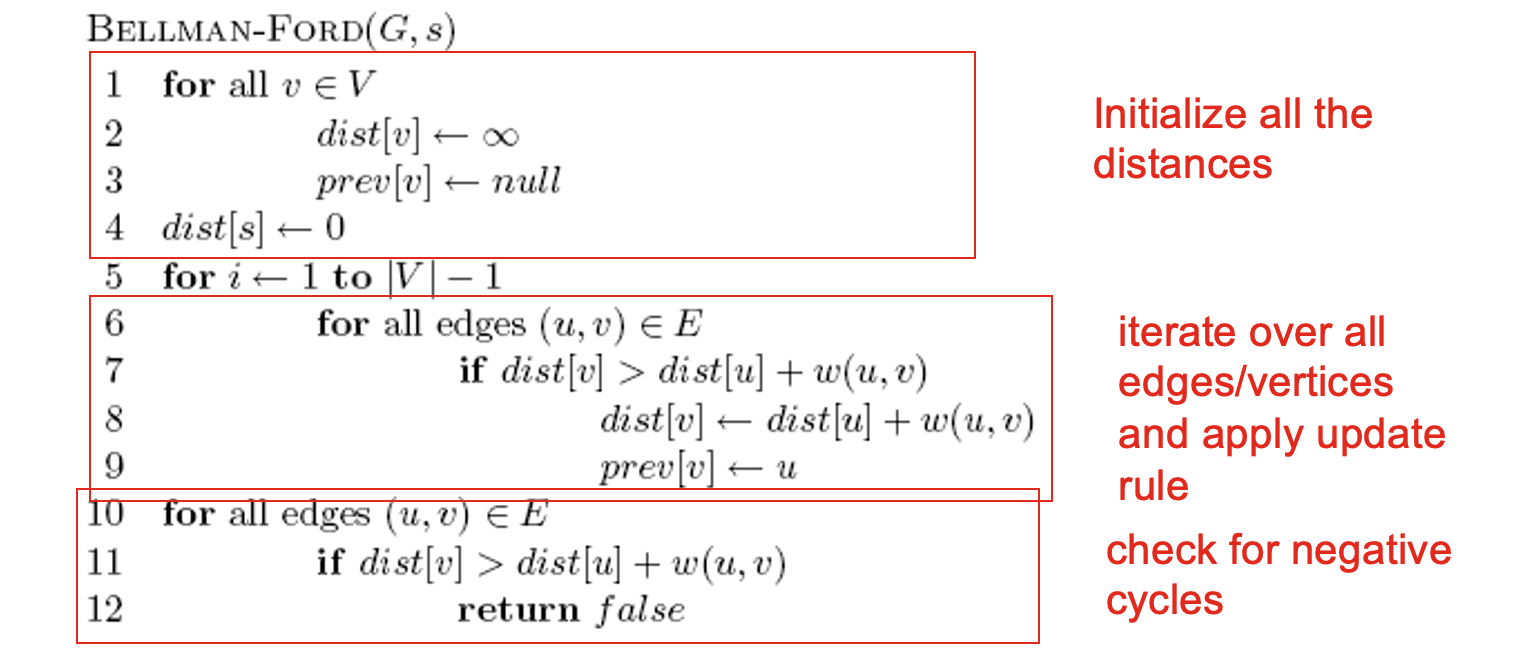 BELLMAN-FORD(G, s)
1 for all v ∈ V
2 dist[v] ← ∞
3 prev[v] ← null
4 dist[s] ← 0
5 for i ← 1 to |V| − 1
6 for all edges (u, v) ∈ E
7 if dist[v] > dist[u] + w(u, v)
8 dist[v] ← dist[u] + w(u, v)
9 prev[v] ← u
10 for all edges (u, v) ∈ E
11 if dist[v] > dist[u] + w(u, v)
12 return false
Initialize all the
distances
iterate over all
edges/vertices
and apply update
rule
check for negative
cycles